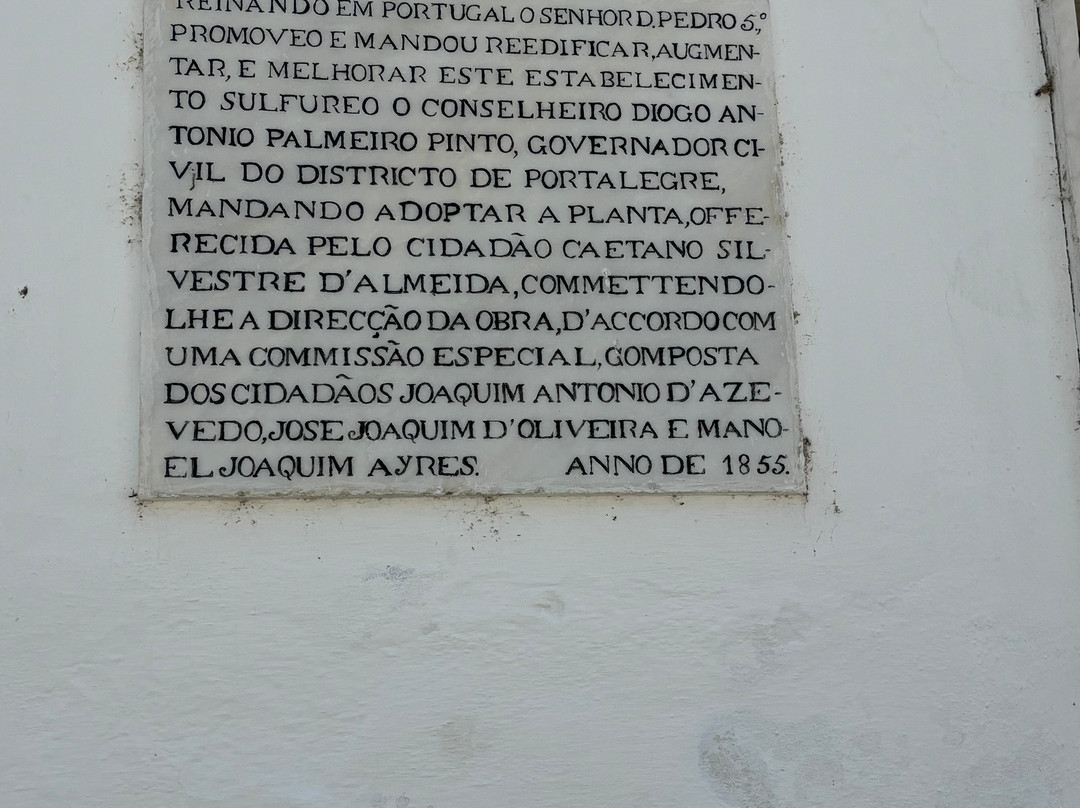 REINANDO EM PORTUGAL O SENHOR D. PEDRO 5.º,
PROMOVEO E MANDOU REEDIFICAR, AUGMEN-
TAR, E MELHORAR ESTE ESTABELECIMEN-
TO SULFUREO O CONSELHEIRO DIOGO AN-
TONIO PALMEIRO PINTO, GOVERNADOR CI-
VIL DO DISTRICTO DE PORTALEGRE,
MANDANDO ADOPTAR A PLANTA, OFFE-
RECIDA PELO CIDADÃO CAETANO SIL-
VESTRE D'ALMEIDA, COMMETTENDO-
LHE A DIRECÇÃO DA OBRA, D'ACCORDO COM
UMA COMMISSÃO ESPECIAL, COMPOSTA
DOS CIDADÃOS JOAQUIM ANTONIO D'AZE-
VEDO, JOSE JOAQUIM D'OLIVEIRA E MANO-
EL JOAQUIM AYRES. ANNO DE 1855.